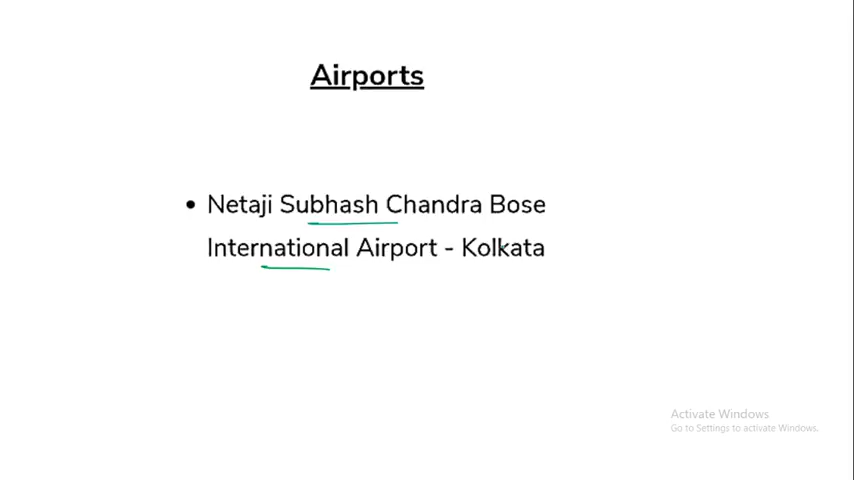 Airports
• Netaji Subhash Chandra Bose
International Airport - Kolkata
Activate Windows
Go to Settings to activate Windows.